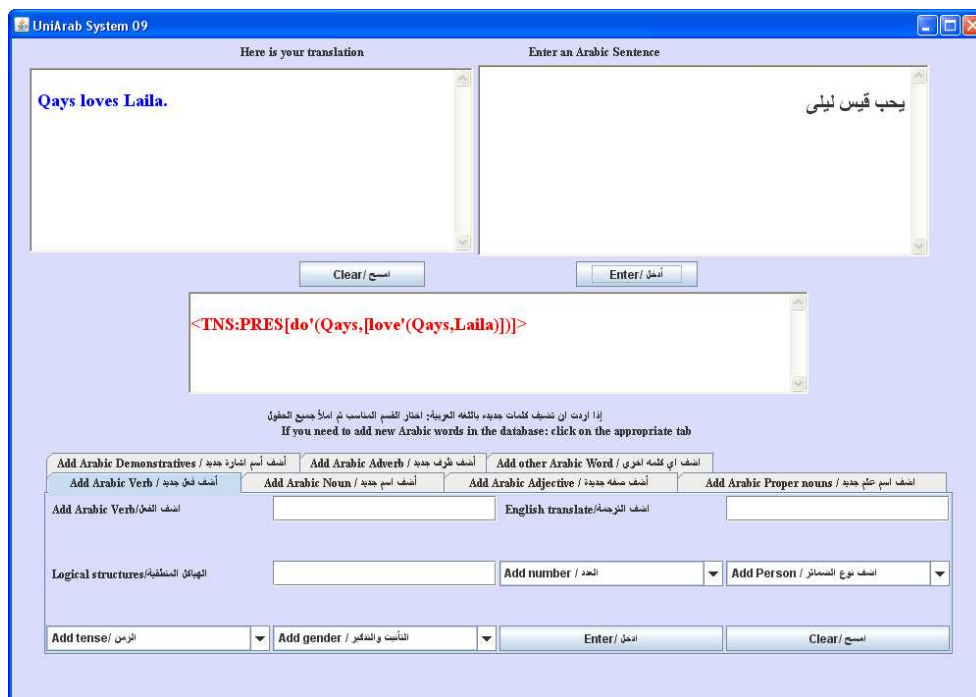 UniArab System 09
Here is your translation
Enter an Arabic Sentence
Qays loves Laila.
يحب قيس ليلى
Clear/ امسح
Enter/ أدخل
<TNS:PRES[do'(Qays,[love'(Qays,Laila)])]>
إذا اردت ان تضيف كلمات جديده باللغه العربية: اختار القسم المناسب ثم املأ جميع الحقول
If you need to add new Arabic words in the database: click on the appropriate tab
Add Arabic Demonstratives / أضف أسم اشارة جديد
Add Arabic Adverb / أضف ظرف جديد
Add other Arabic Word / اضف اي كلمه اخرى
Add Arabic Verb / أضف فعل جديد
Add Arabic Noun / أضف اسم جديد
Add Arabic Adjective / أضف صفه جديدة
Add Arabic Proper nouns / اضف اسم علم جديد
Add Arabic Verb/اضف الفعل
English translate/اضف الترجمة
Logical structures/الهياكل المنطقية
Add number / العدد
Add Person / اضف نوع الضمائر
Add tense/ الزمن
Add gender / التأنيث والتذكير
Enter/ ادخل
Clear/ امسح